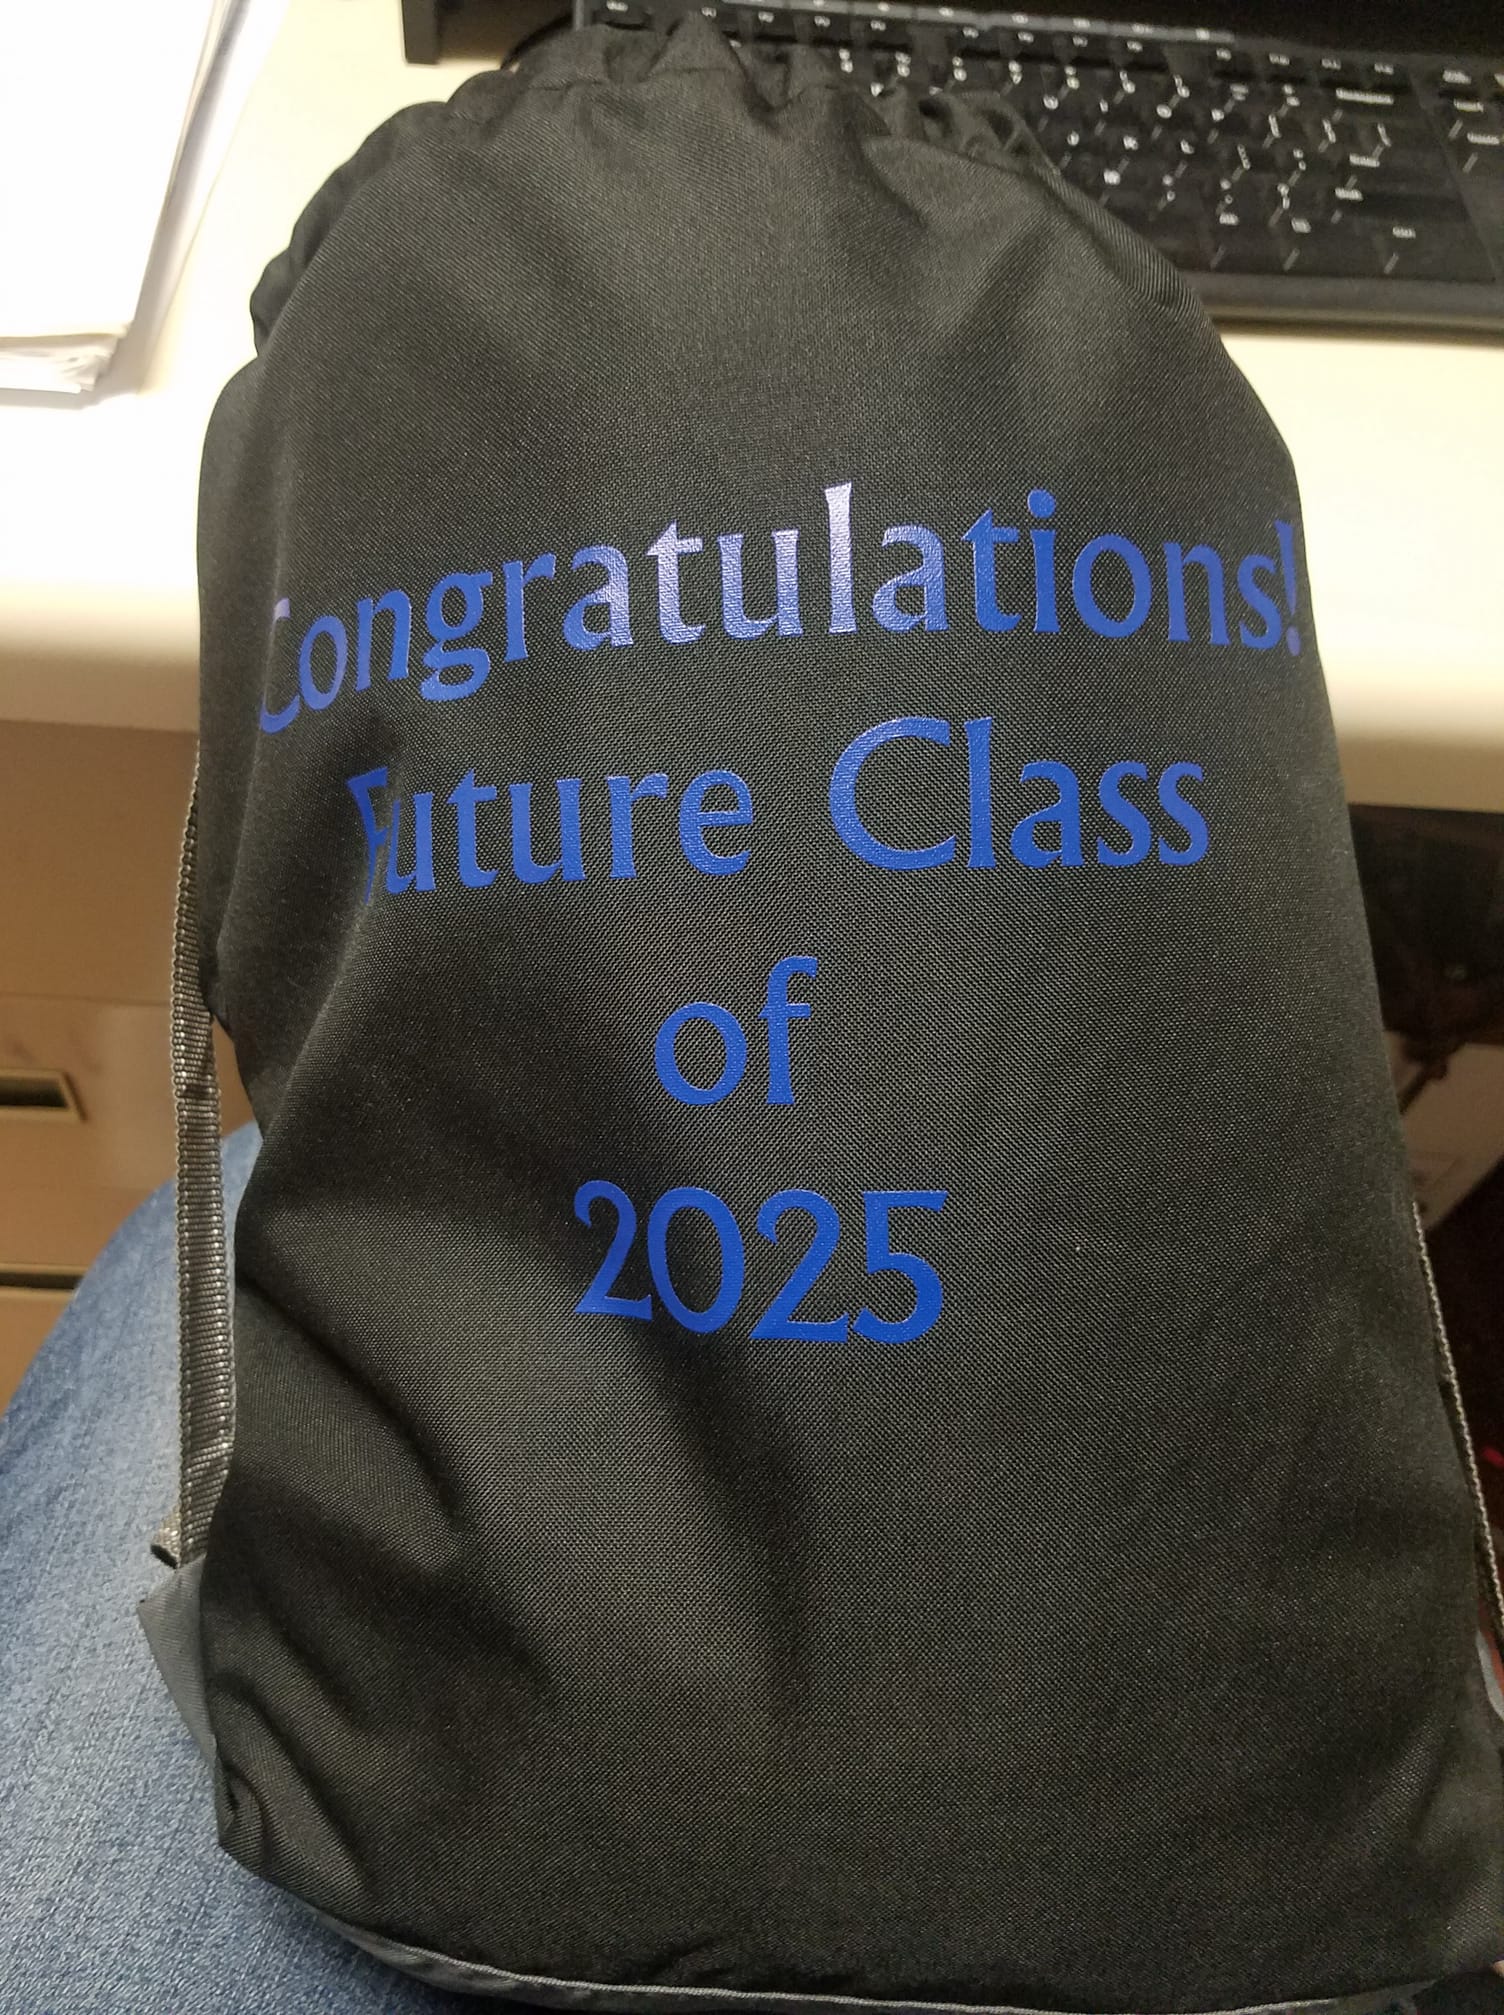 Congratulations!
Future Class
of
2025